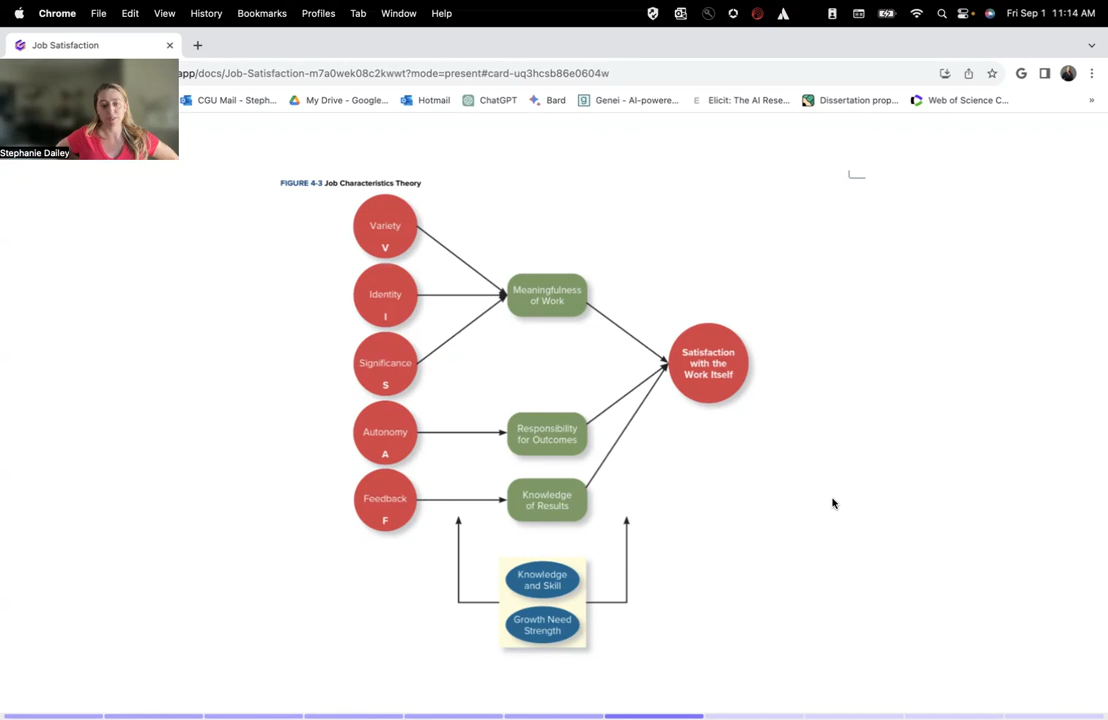 Chrome File Edit View History Bookmarks Profiles Tab Window Help Fri Sep 1 11:14 AM
Job Satisfaction
app/docs/Job-Satisfaction-m7a0wek08c2kwwt?mode=present#card-uq3hcsb86e0604w
CGU Mail - Steph... My Drive - Google... Hotmail ChatGPT Bard Genei - AI-powere... E Elicit: The AI Rese... Dissertation prop... Web of Science C... »
Stephanie Dailey
FIGURE 4-3 Job Characteristics Theory
Variety
V
Identity
I
Significance
S
Autonomy
A
Feedback
F
Meaningfulness
of Work
Responsibility
for Outcomes
Knowledge
of Results
Satisfaction
with the
Work Itself
Knowledge
and Skill
Growth Need
Strength